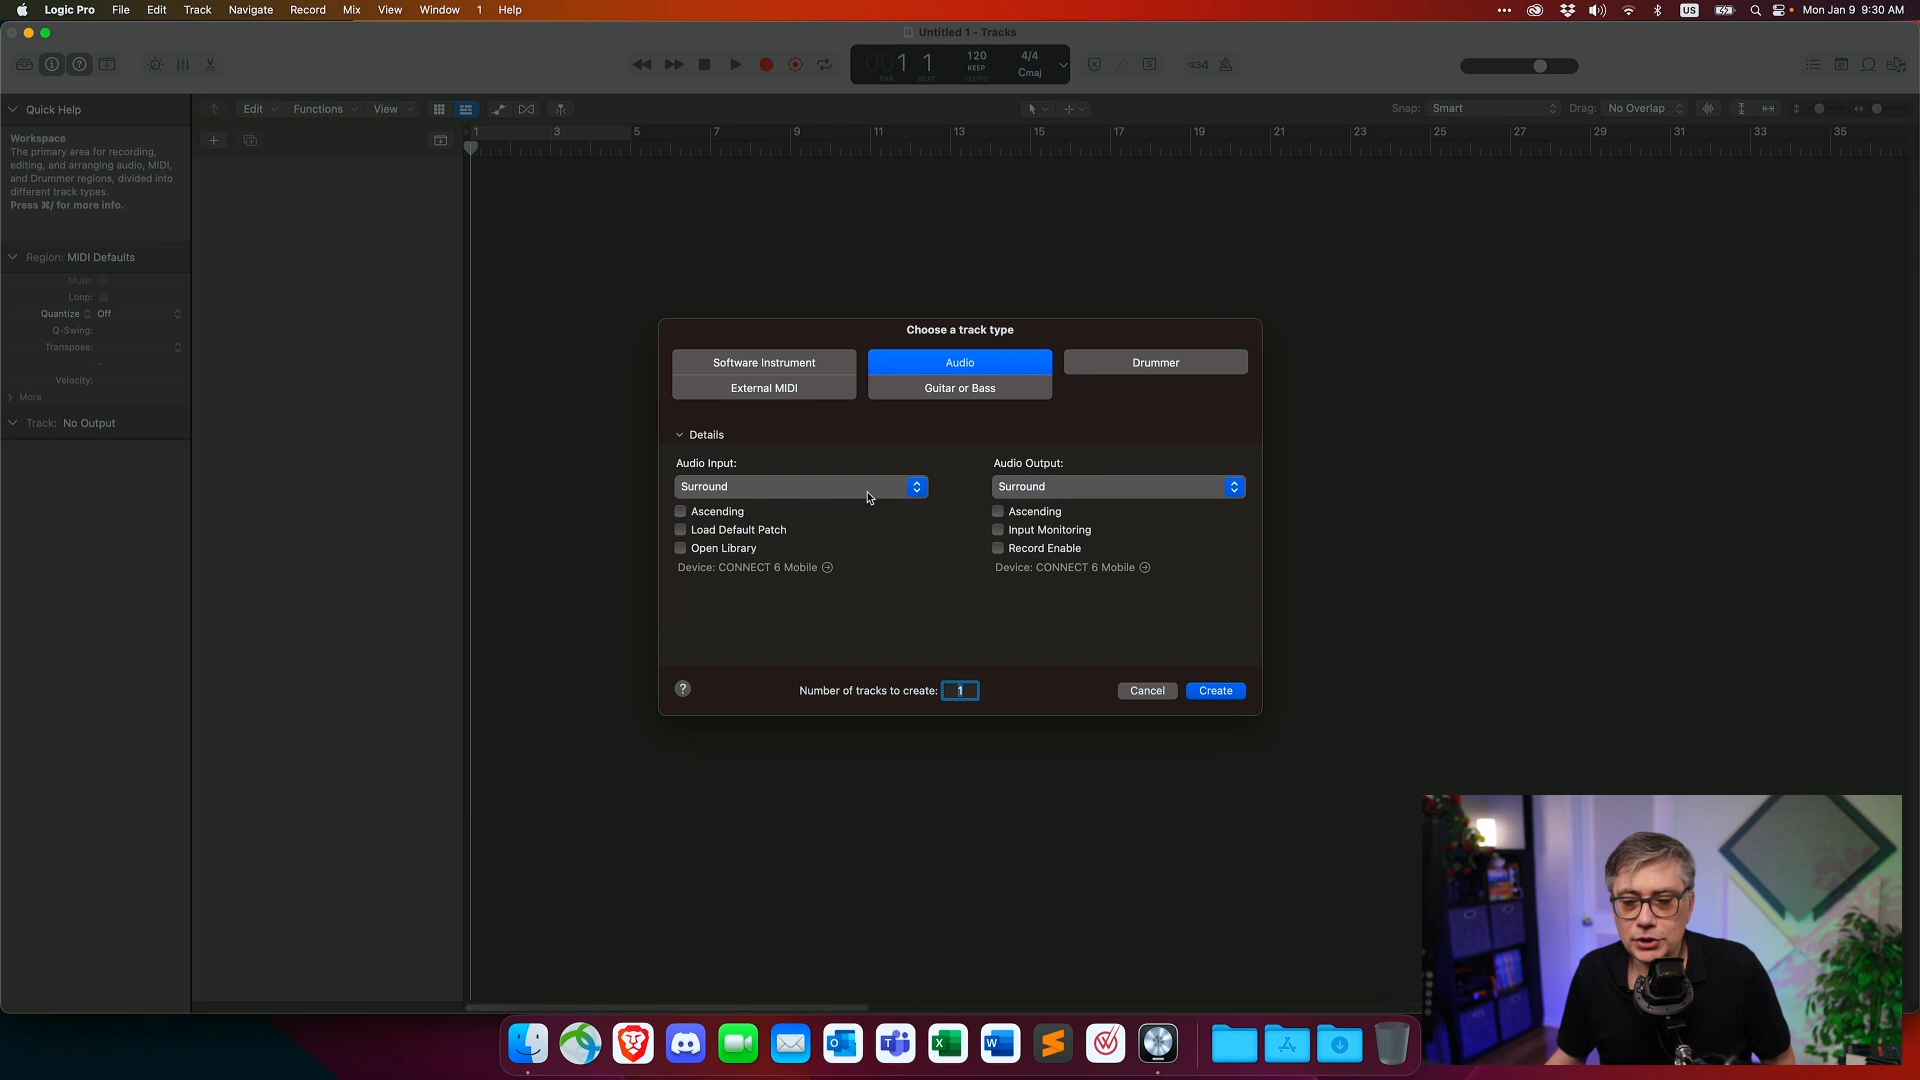 Logic Pro File Edit Track Navigate Record Mix View Window 1 Help
US Mon Jan 9 9:30 AM
Untitled 1 - Tracks
001 1
BAR BEAT
120
KEEP
TEMPO
4/4
Cmaj
S
1234
Quick Help
Edit Functions View
Snap: Smart
Drag: No Overlap
1 3 5 7 9 11 13 15 17 19 21 23 25 27 29 31 33 35
Workspace
The primary area for recording,
editing, and arranging audio, MIDI,
and Drummer regions, divided into
different track types.
Press ⌘/ for more info.
Region: MIDI Defaults
Mute:
Loop:
Quantize Off
Q-Swing:
Transpose:
Velocity:
More
Track: No Output
Choose a track type
Software Instrument
Audio
Drummer
External MIDI
Guitar or Bass
Details
Audio Input:
Surround
Ascending
Load Default Patch
Open Library
Device: CONNECT 6 Mobile
Audio Output:
Surround
Ascending
Input Monitoring
Record Enable
Device: CONNECT 6 Mobile
?
Number of tracks to create: 1
Cancel
Create